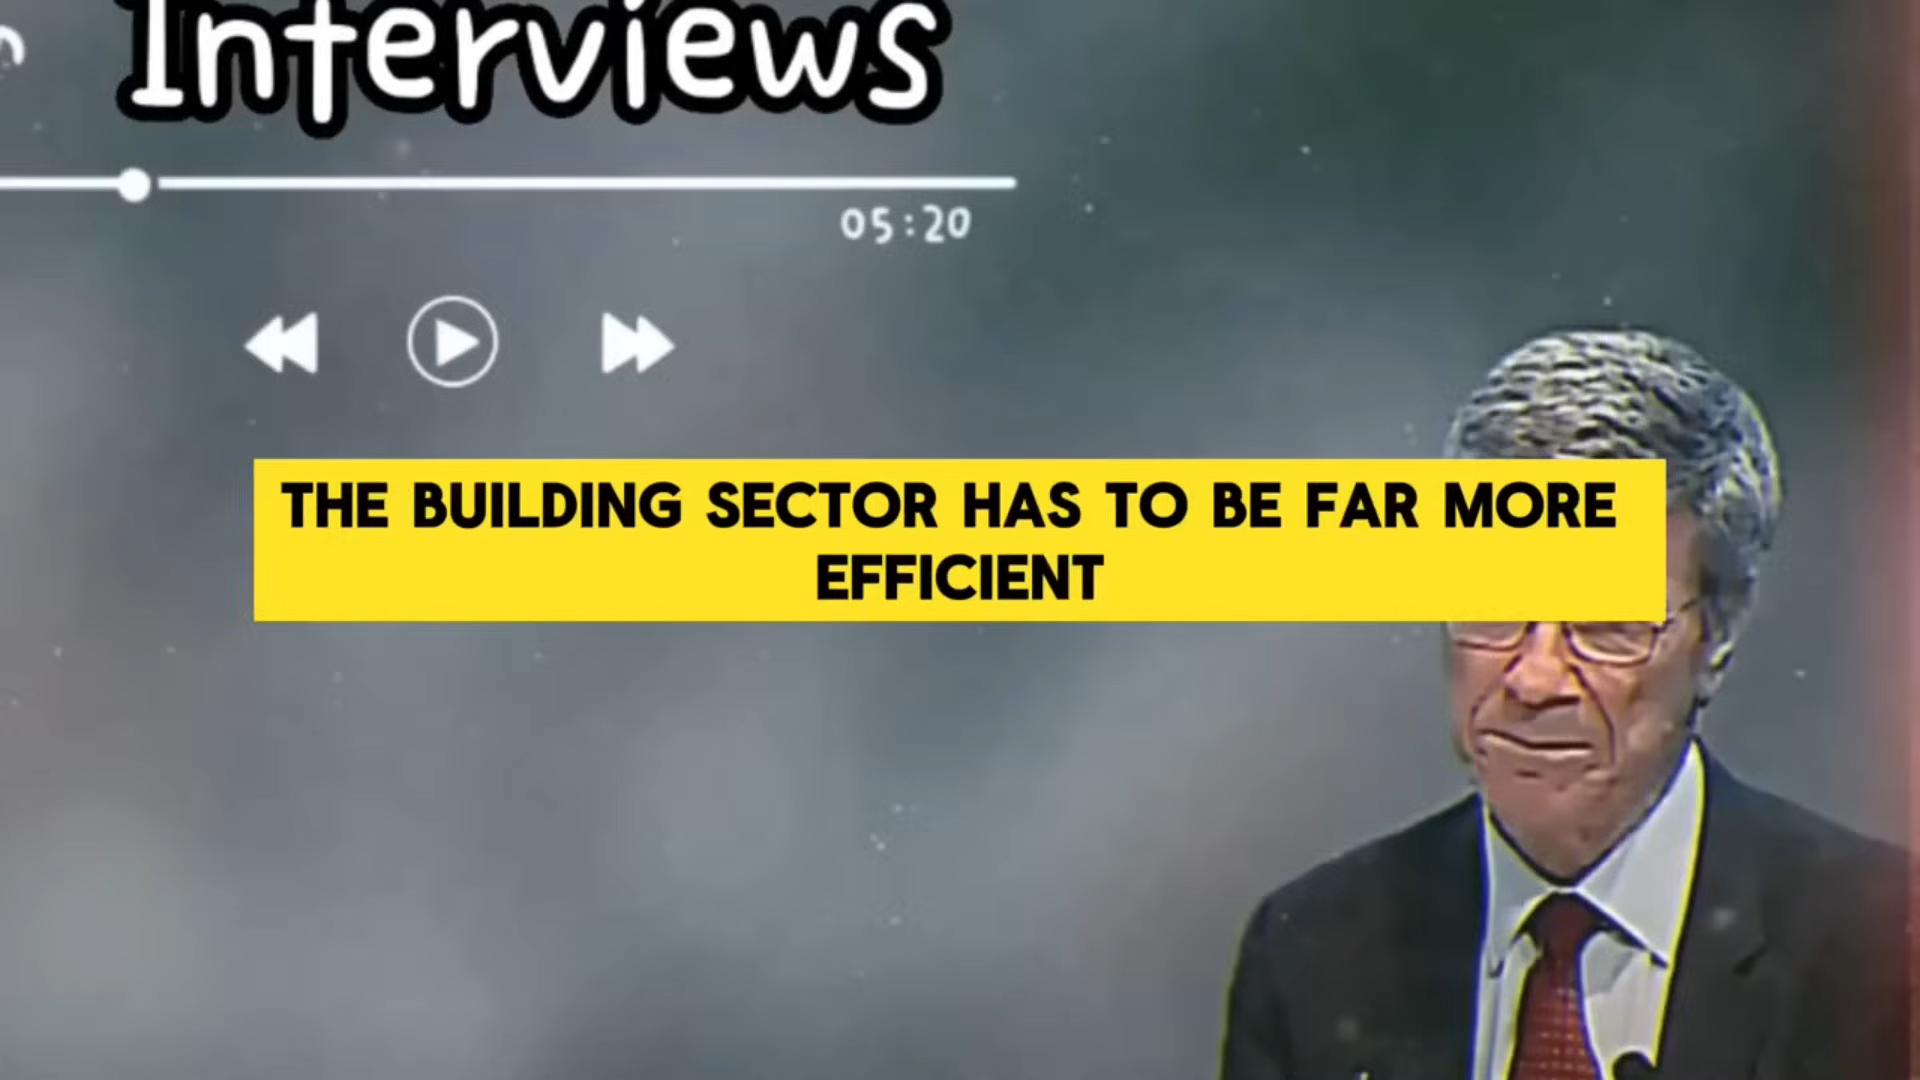 Interviews
05:20
THE BUILDING SECTOR HAS TO BE FAR MORE
EFFICIENT